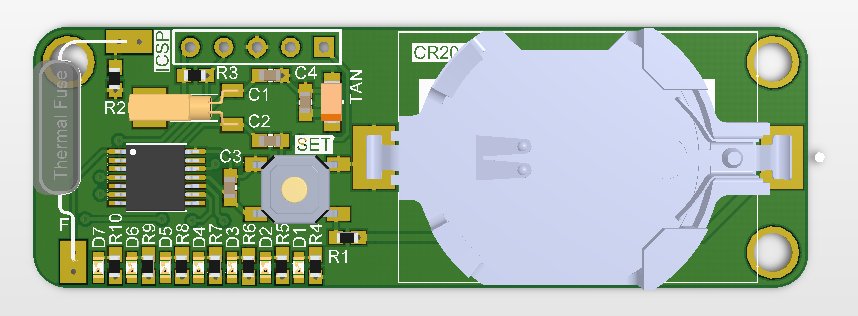 ICSP
CR20
R3
C4
TAN
Thermal Fuse
R2
C1
C2
SET
C3
F
D7
R10
D6
R9
D5
R8
D4
R7
D3
R6
D2
R5
D1
R4
R1